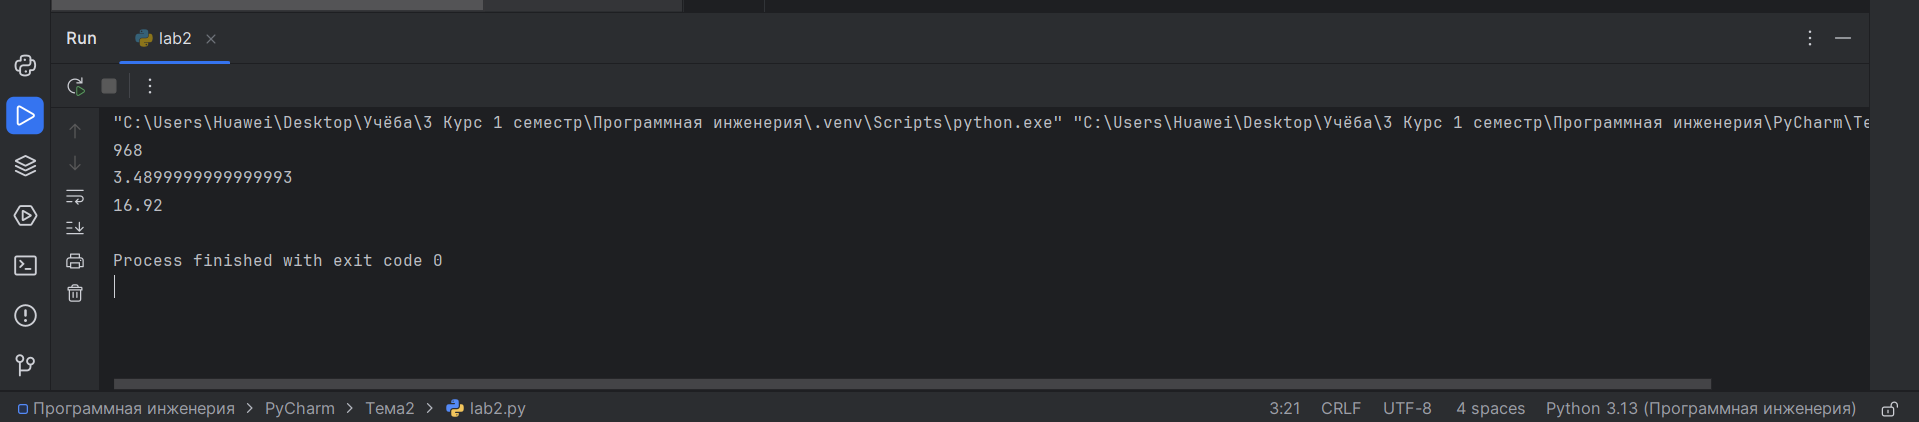 Run lab2
"C:\Users\Huawei\Desktop\Учёба\3 Курс 1 семестр\Программная инженерия\.venv\Scripts\python.exe" "C:\Users\Huawei\Desktop\Учёба\3 Курс 1 семестр\Программная инженерия\PyCharm\Те
968
3.4899999999999993
16.92
Process finished with exit code 0
Программная инженерия > PyCharm > Тема2 > lab2.py 3:21 CRLF UTF-8 4 spaces Python 3.13 (Программная инженерия)